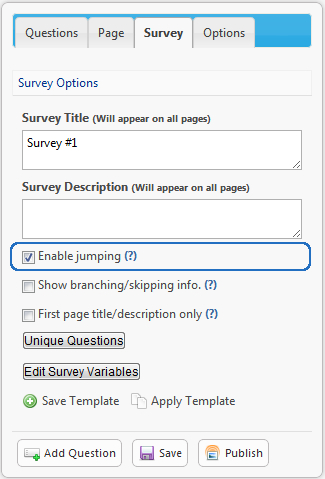 Questions Page Survey Options
Survey Options
Survey Title (Will appear on all pages)
Survey #1
Survey Description (Will appear on all pages)
Enable jumping (?)
Show branching/skipping info. (?)
First page title/description only (?)
Unique Questions
Edit Survey Variables
Save Template Apply Template
Add Question Save Publish